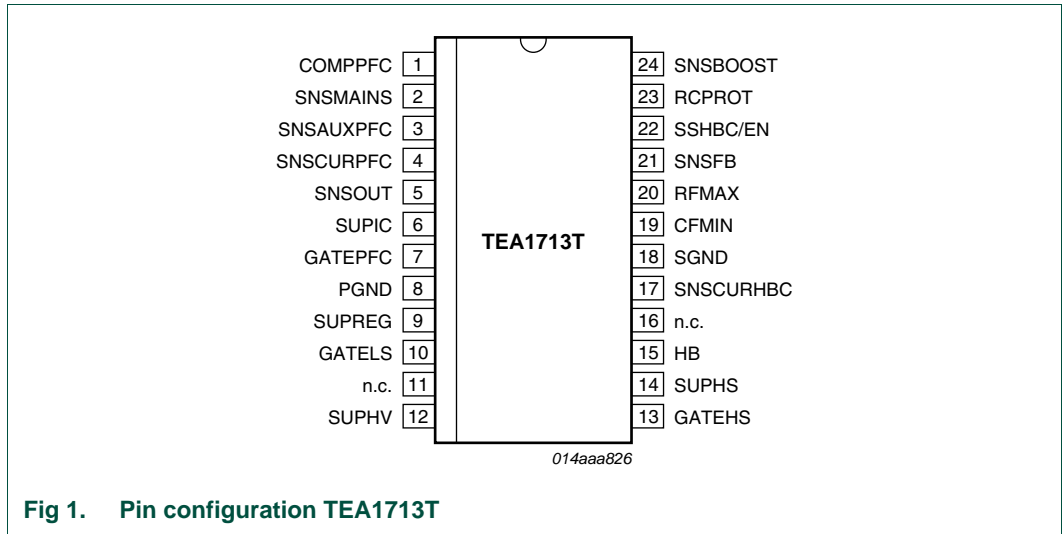 COMPPFC 1
SNSMAINS 2
SNSAUXPFC 3
SNSCURPFC 4
SNSOUT 5
SUPIC 6
GATEPFC 7
PGND 8
SUPREG 9
GATELS 10
n.c. 11
SUPHV 12
TEA1713T
24 SNSBOOST
23 RCPROT
22 SSHBC/EN
21 SNSFB
20 RFMAX
19 CFMIN
18 SGND
17 SNSCURHBC
16 n.c.
15 HB
14 SUPHS
13 GATEHS
014aaa826
Fig 1. Pin configuration TEA1713T